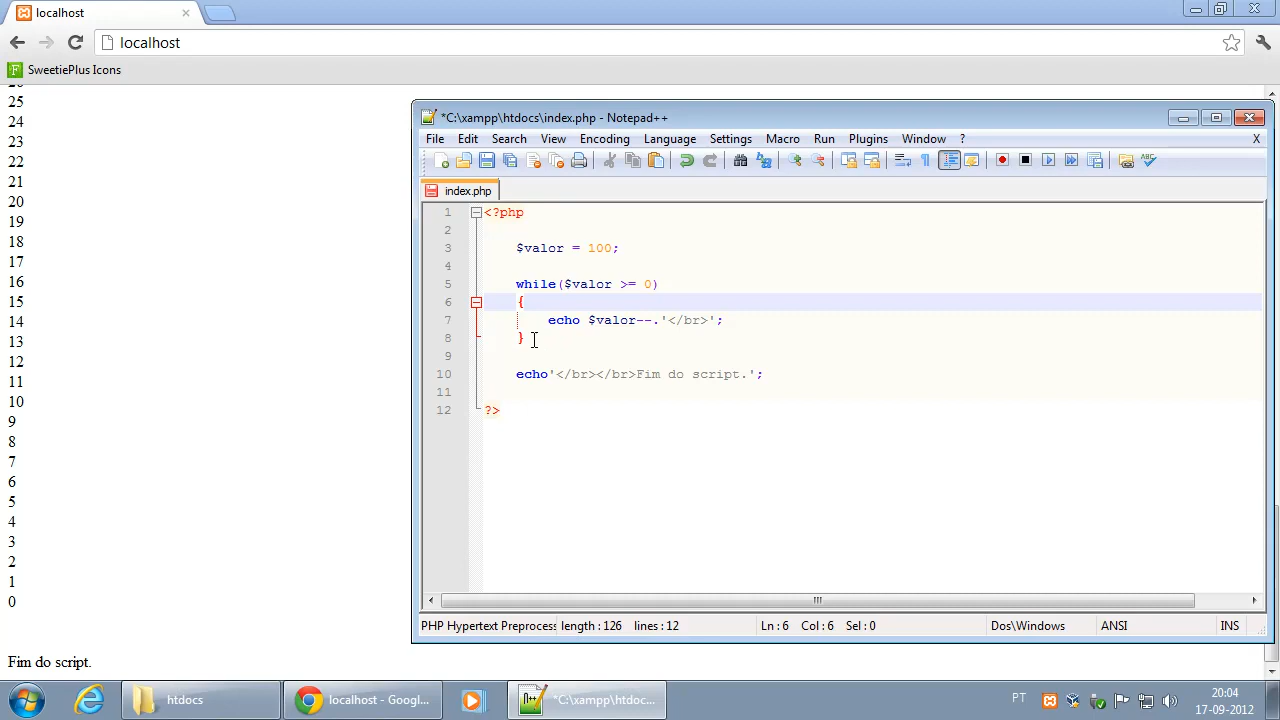 localhost
localhost
SweetiePlus Icons
25
24
23
22
21
20
19
18
17
16
15
14
13
12
11
10
9
8
7
6
5
4
3
2
1
0
Fim do script.
*C:\xampp\htdocs\index.php - Notepad++
File Edit Search View Encoding Language Settings Macro Run Plugins Window ? X
index.php
1 <?php
2
3 $valor = 100;
4
5 while($valor >= 0)
6 {
7 echo $valor--.'</br>';
8 }
9
10 echo'</br></br>Fim do script.';
11
12 ?>
PHP Hypertext Preprocess length : 126 lines : 12 Ln : 6 Col : 6 Sel : 0 Dos\Windows ANSI INS
htdocs
localhost - Googl...
*C:\xampp\htdoc...
PT
20:04
17-09-2012